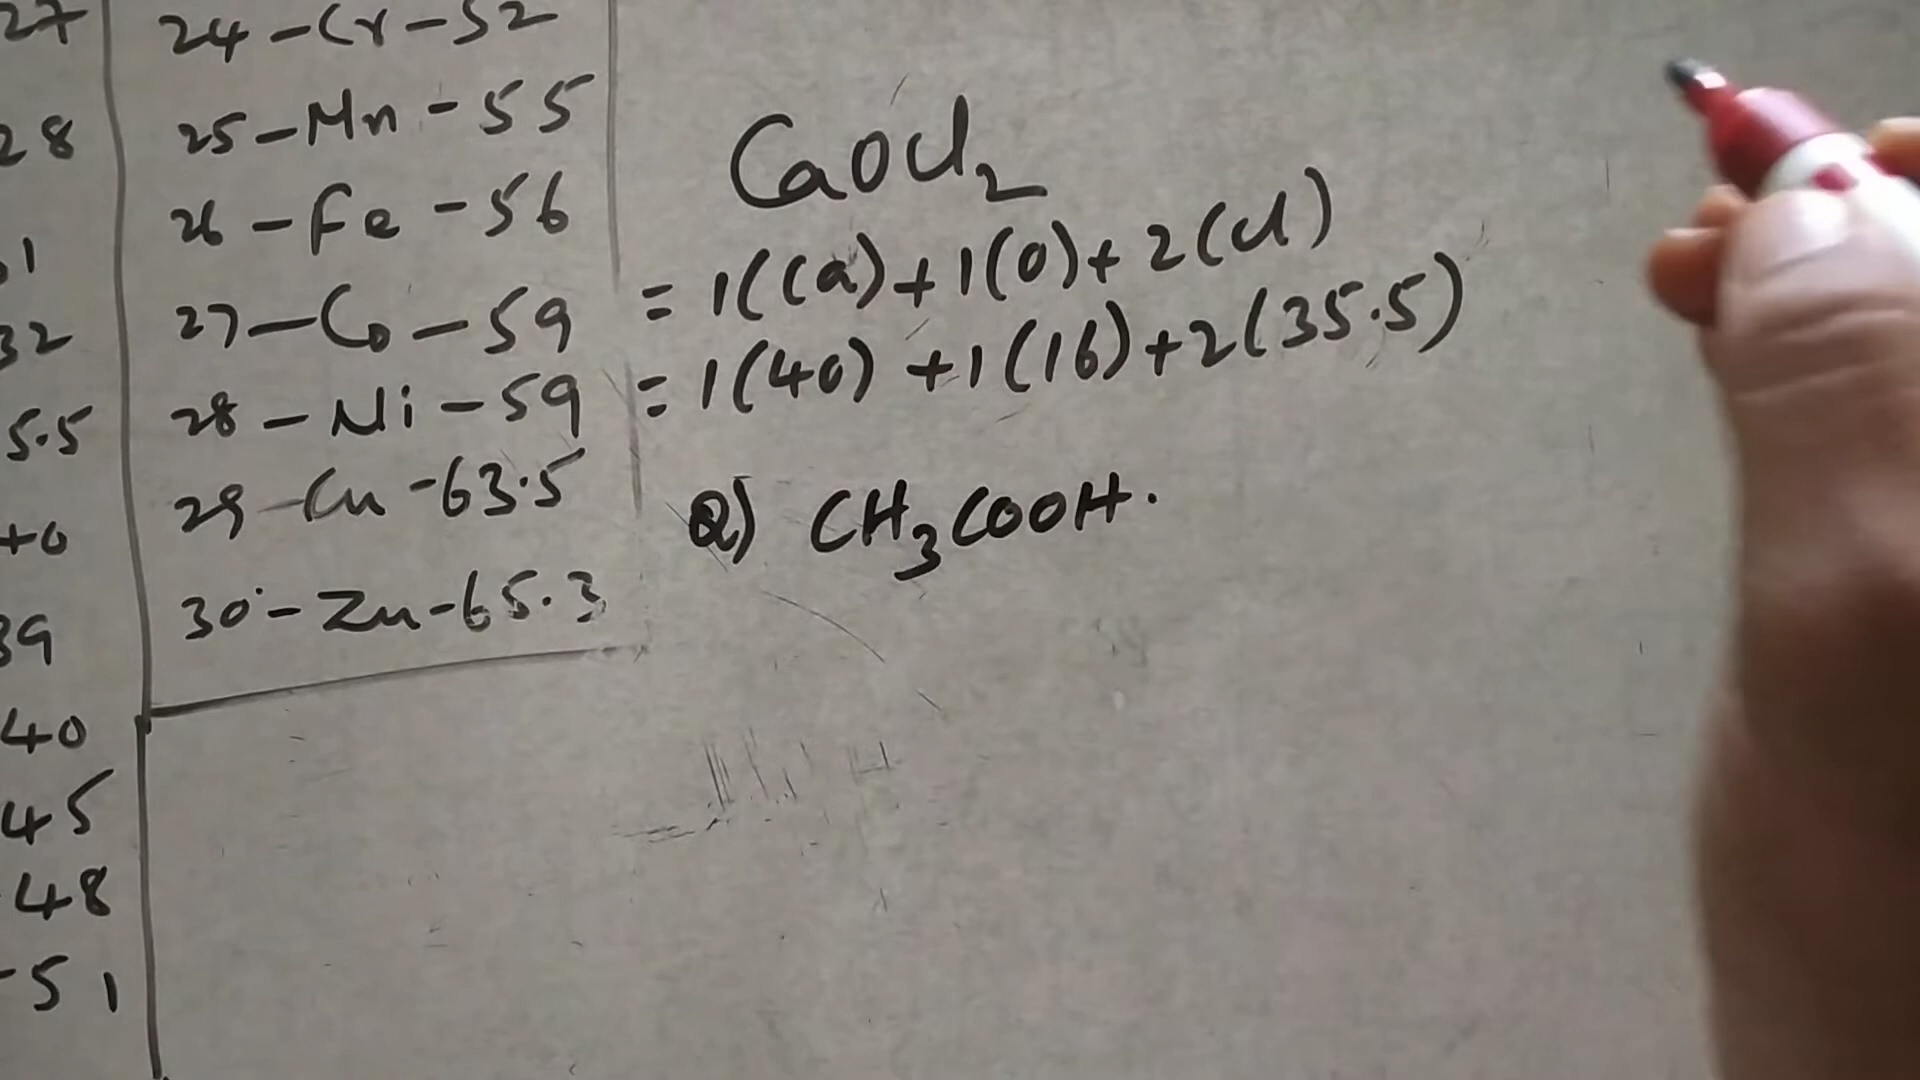 27
28
32
5.5
40
39
40
45
48
-51
24-Cr-52
25-Mn-55
26-Fe-56
27-Co-59
28-Ni-59
29-Cu-63.5
30-Zn-65.3
CaOCl₂
= 1(Ca)+1(O)+2(Cl)
= 1(40)+1(16)+2(35.5)
Q) CH₃COOH.